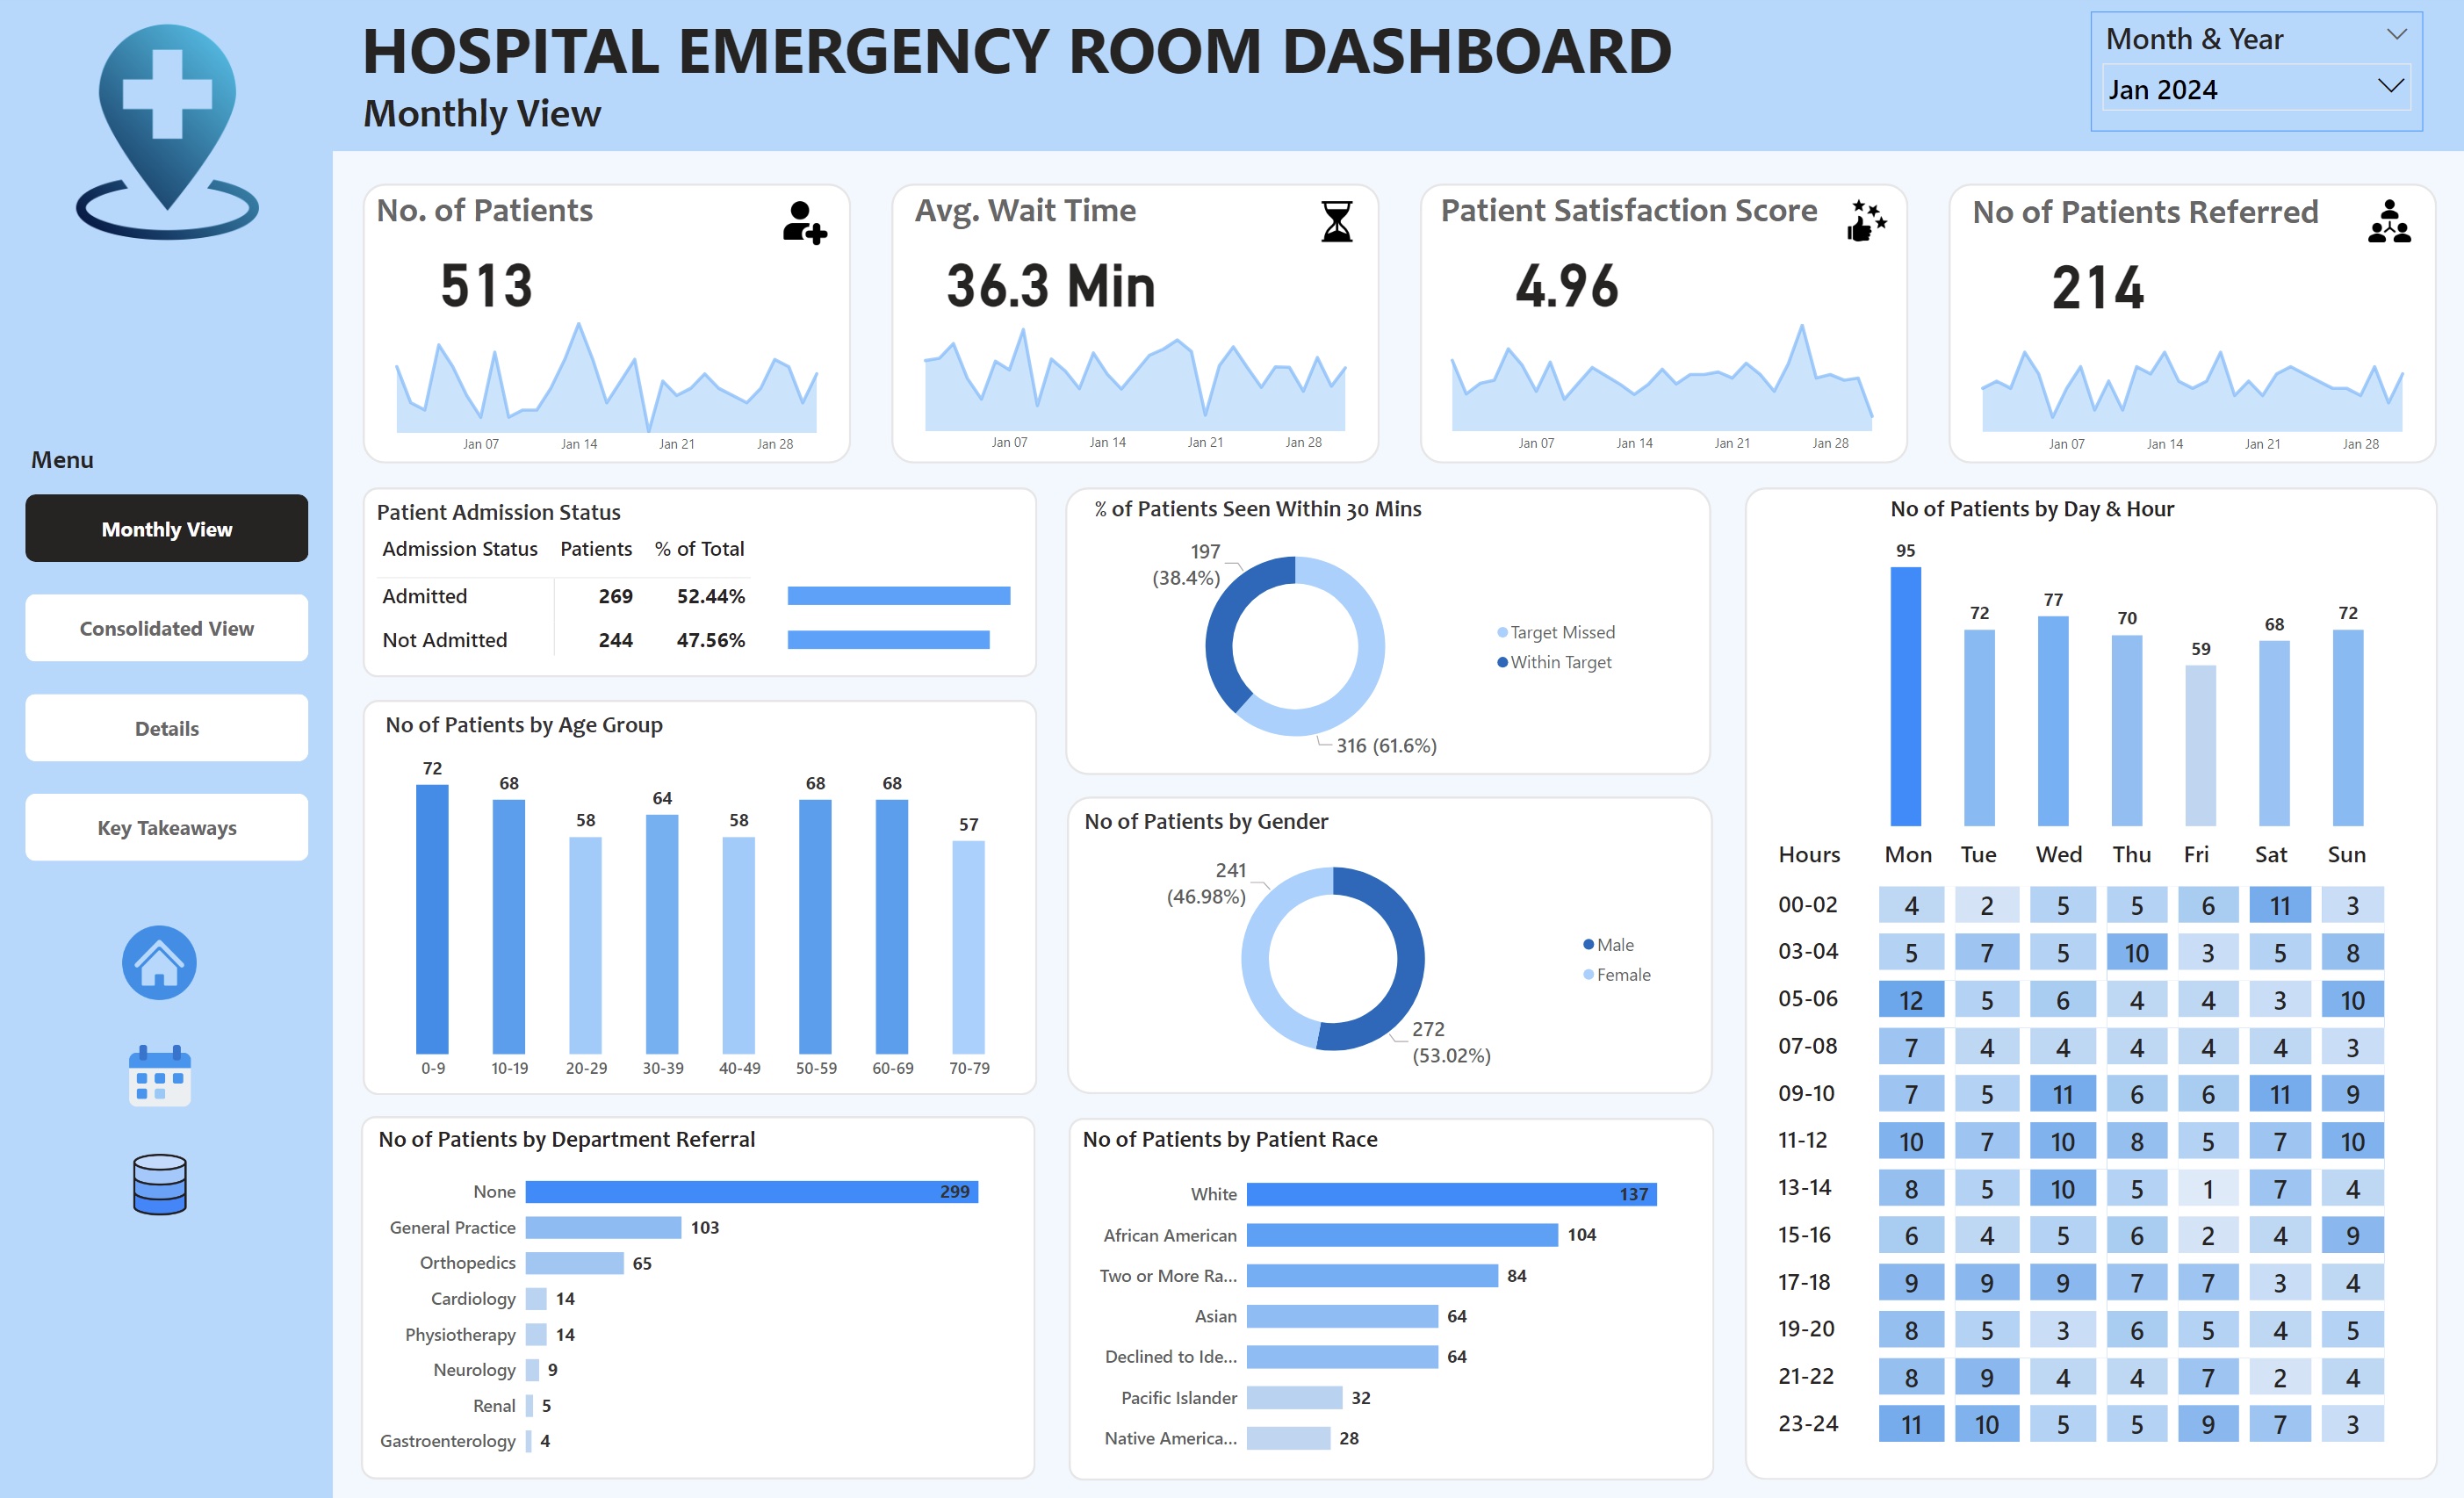 HOSPITAL EMERGENCY ROOM DASHBOARD
Monthly View
Month & Year
Jan 2024
Menu
Monthly View
Consolidated View
Details
Key Takeaways
No. of Patients
513
Jan 07 Jan 14 Jan 21 Jan 28
Avg. Wait Time
36.3 Min
Jan 07 Jan 14 Jan 21 Jan 28
Patient Satisfaction Score
4.96
Jan 07 Jan 14 Jan 21 Jan 28
No of Patients Referred
214
Jan 07 Jan 14 Jan 21 Jan 28
Patient Admission Status
Admission Status Patients % of Total
Admitted 269 52.44%
Not Admitted 244 47.56%
No of Patients by Age Group
72 68 58 64 58 68 68 57
0-9 10-19 20-29 30-39 40-49 50-59 60-69 70-79
No of Patients by Department Referral
None 299
General Practice 103
Orthopedics 65
Cardiology 14
Physiotherapy 14
Neurology 9
Renal 5
Gastroenterology 4
% of Patients Seen Within 30 Mins
197
(38.4%)
Target Missed
Within Target
316 (61.6%)
No of Patients by Gender
241
(46.98%)
Male
Female
272
(53.02%)
No of Patients by Patient Race
White 137
African American 104
Two or More Ra... 84
Asian 64
Declined to Ide... 64
Pacific Islander 32
Native America... 28
No of Patients by Day & Hour
95 72 77 70 59 68 72
Hours Mon Tue Wed Thu Fri Sat Sun
00-02 4 2 5 5 6 11 3
03-04 5 7 5 10 3 5 8
05-06 12 5 6 4 4 3 10
07-08 7 4 4 4 4 4 3
09-10 7 5 11 6 6 11 9
11-12 10 7 10 8 5 7 10
13-14 8 5 10 5 1 7 4
15-16 6 4 5 6 2 4 9
17-18 9 9 9 7 7 3 4
19-20 8 5 3 6 5 4 5
21-22 8 9 4 4 7 2 4
23-24 11 10 5 5 9 7 3